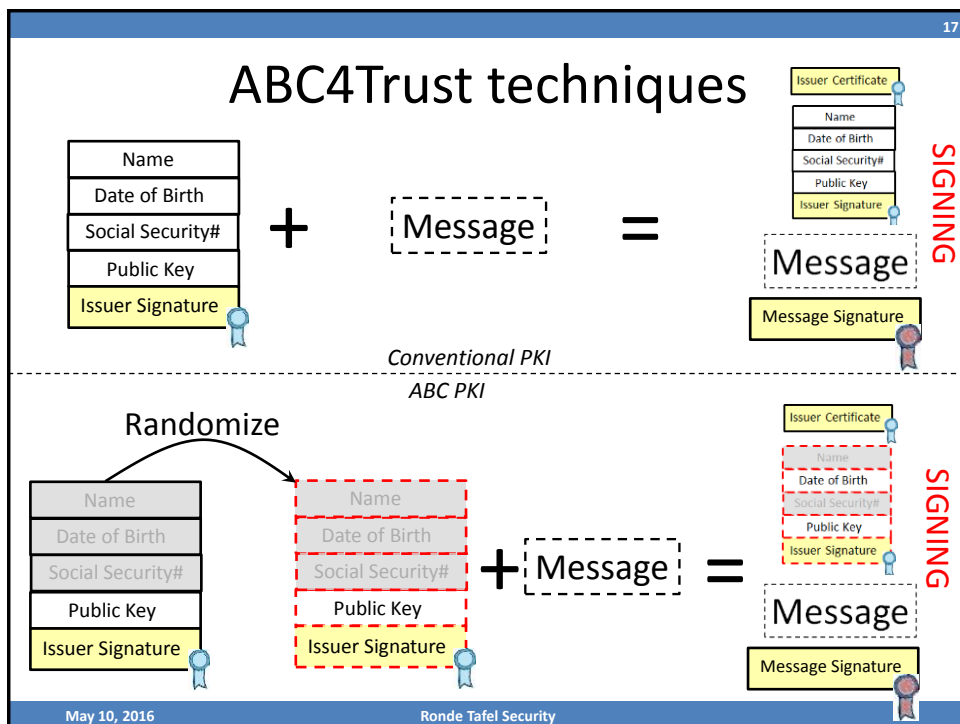 17
ABC4Trust techniques
Name
Date of Birth
Social Security#
Public Key
Issuer Signature
+
Message
=
Issuer Certificate
Name
Date of Birth
Social Security#
Public Key
Issuer Signature
Message
Message Signature
SIGNING
Conventional PKI
ABC PKI
Randomize
Name
Date of Birth
Social Security#
Public Key
Issuer Signature
Name
Date of Birth
Social Security#
Public Key
Issuer Signature
+
Message
=
Issuer Certificate
Name
Date of Birth
Social Security#
Public Key
Issuer Signature
Message
Message Signature
SIGNING
May 10, 2016
Ronde Tafel Security